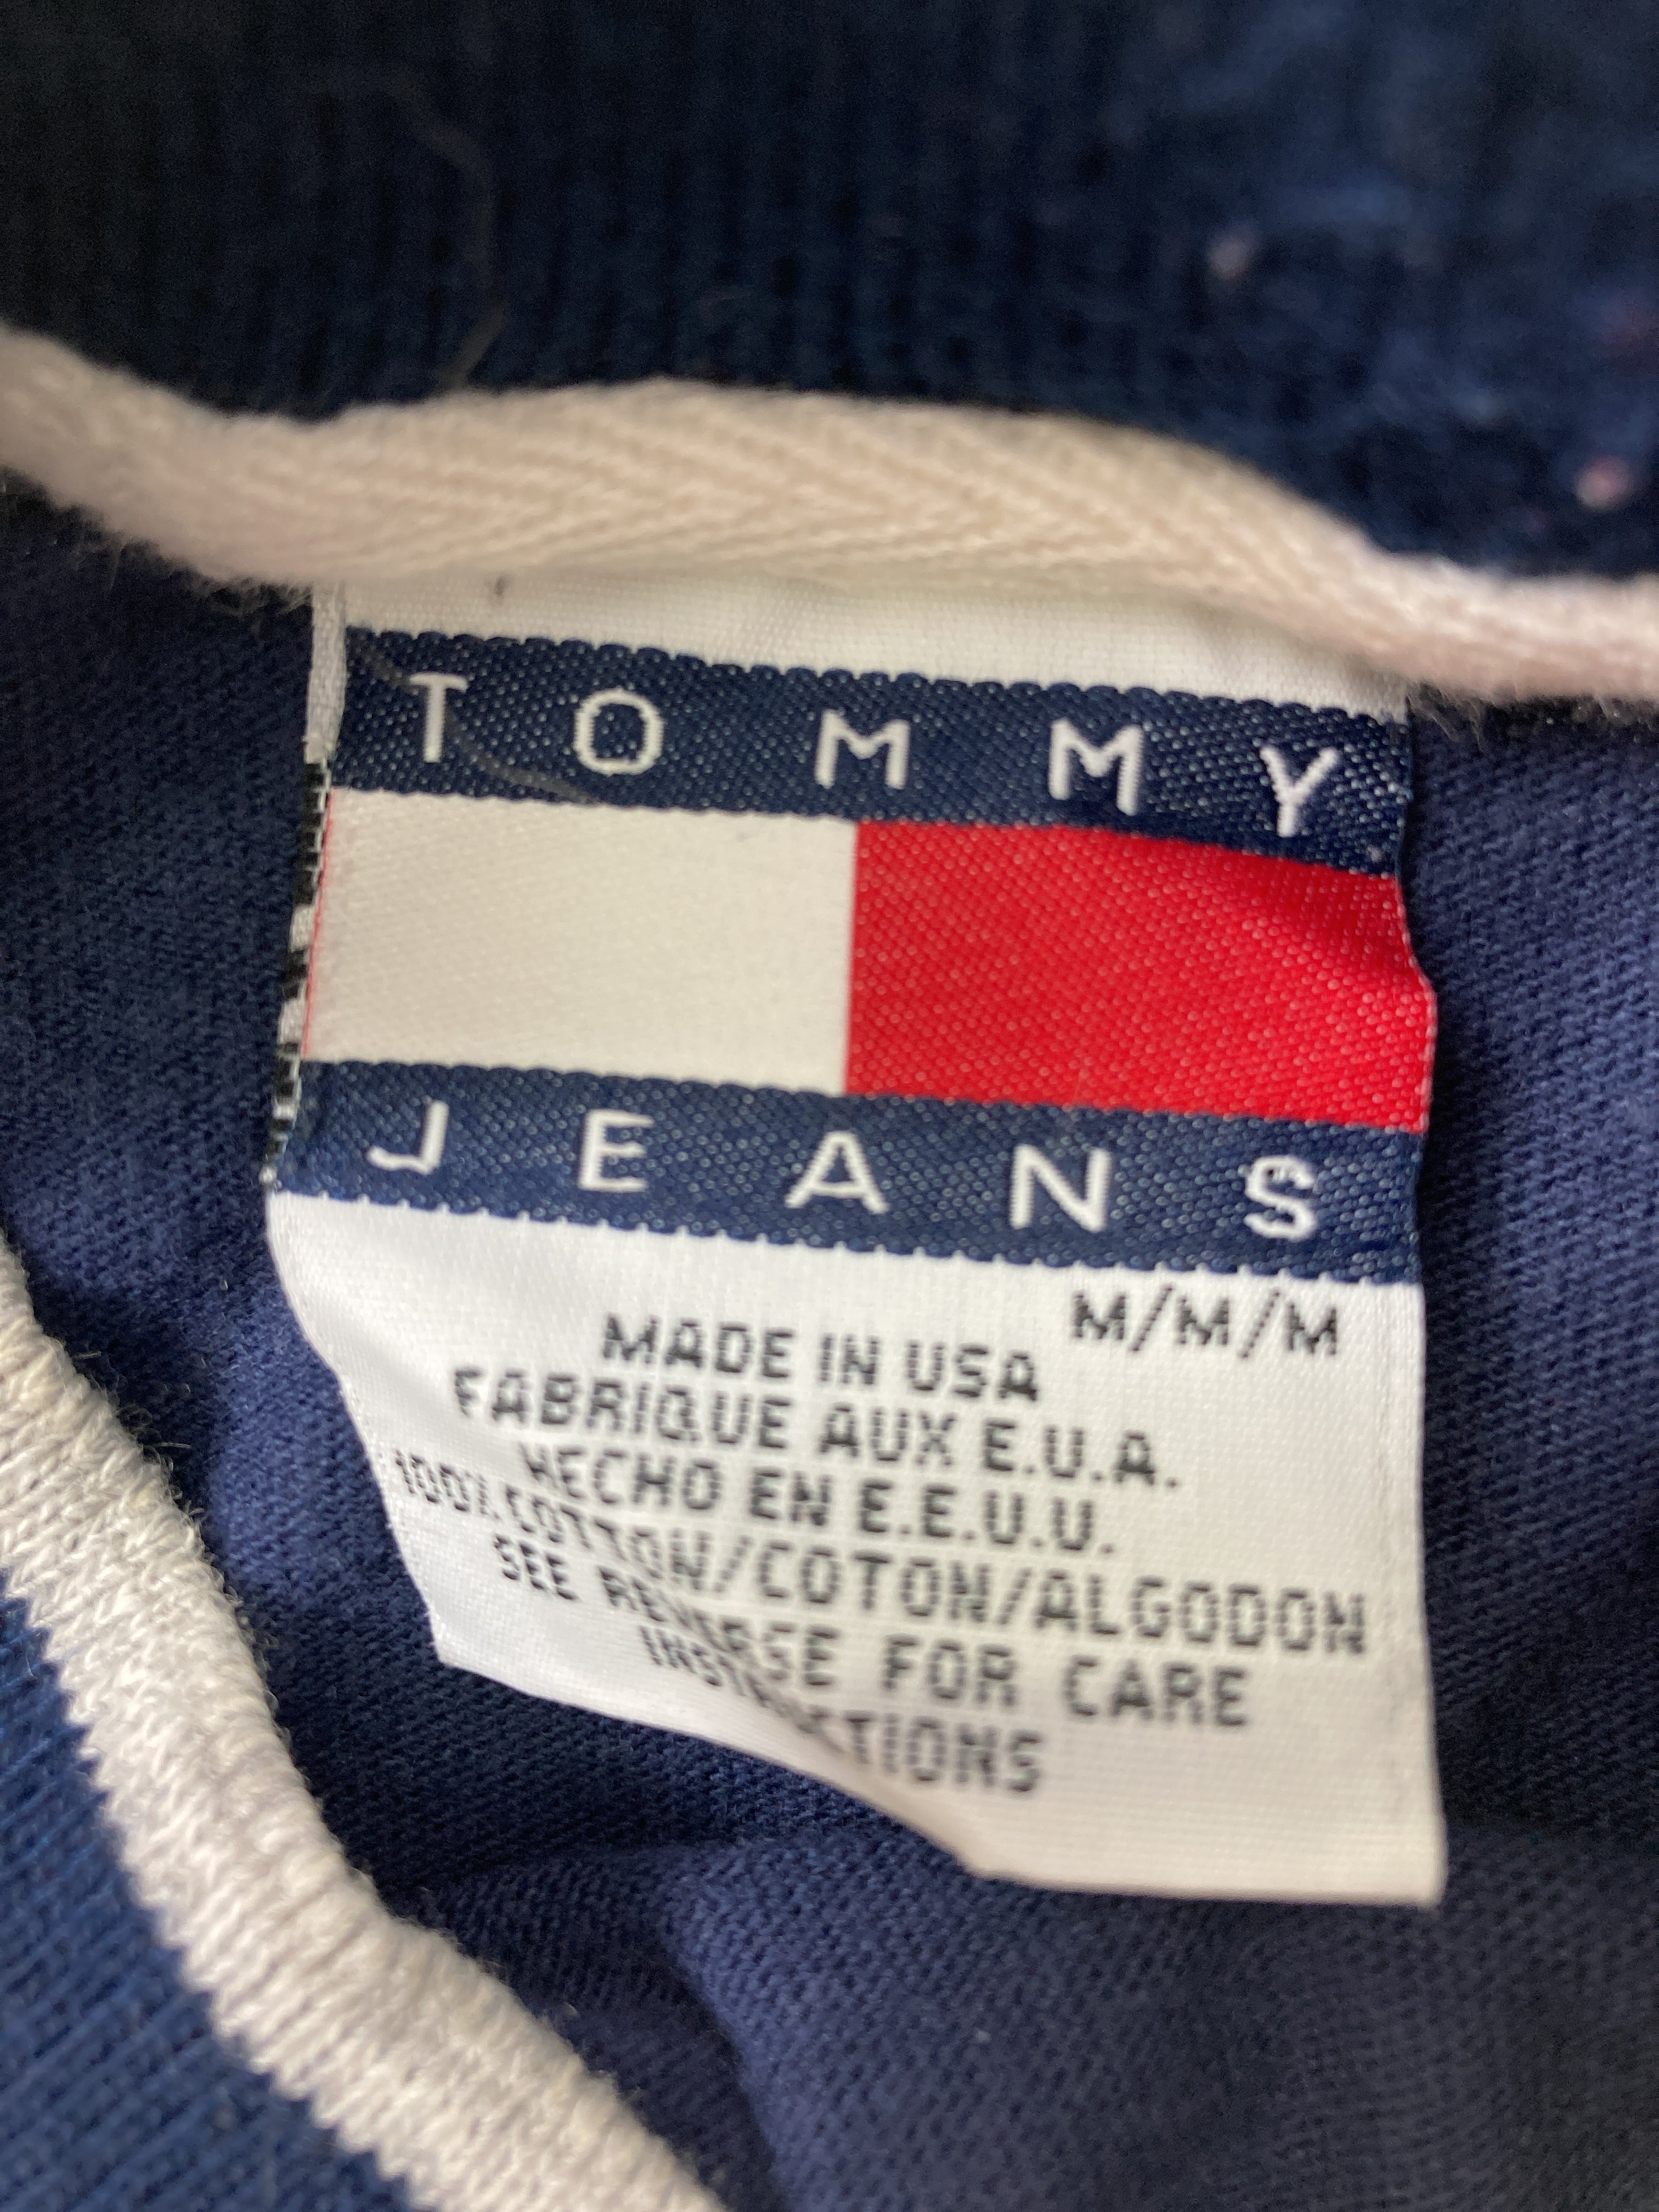 TOMMY
JEANS
M/M/M
MADE IN USA
FABRIQUE AUX E.U.A.
HECHO EN E.E.U.U.
100%COTTON/COTON/ALGODON
SEE REVERSE FOR CARE
INSTRUCTIONS